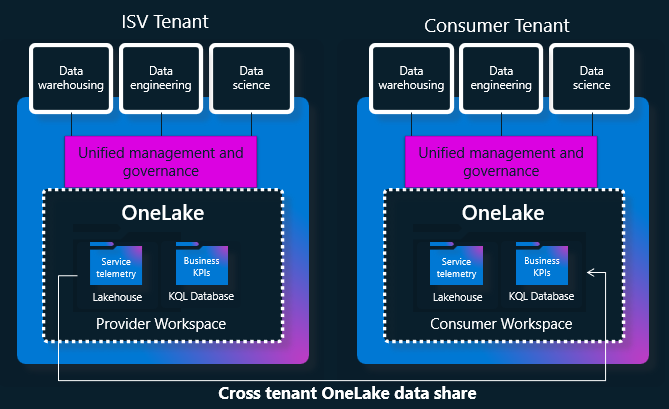 ISV Tenant
Data
warehousing
Data
engineering
Data
science
Unified management and
governance
OneLake
Service
telemetry
Business
KPIs
Lakehouse
KQL Database
Provider Workspace
Consumer Tenant
Data
warehousing
Data
engineering
Data
science
Unified management and
governance
OneLake
Service
telemetry
Business
KPIs
Lakehouse
KQL Database
Consumer Workspace
Cross tenant OneLake data share